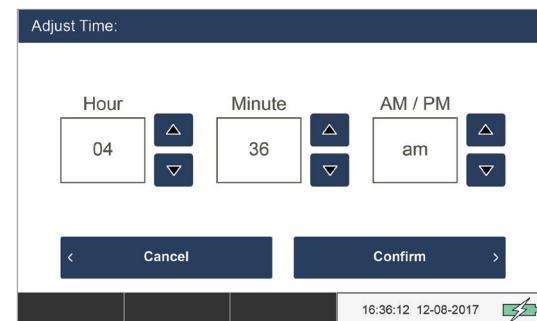 Adjust Time:
Hour Minute AM / PM
04 36 am
< Cancel Confirm >
16:36:12 12-08-2017